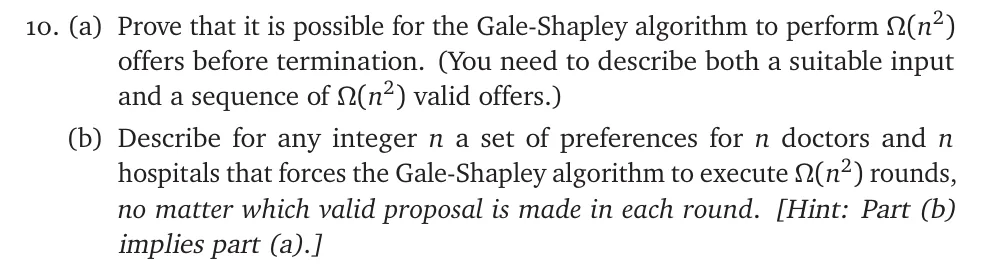 10. (a) Prove that it is possible for the Gale-Shapley algorithm to perform Ω(n²)
offers before termination. (You need to describe both a suitable input
and a sequence of Ω(n²) valid offers.)
(b) Describe for any integer n a set of preferences for n doctors and n
hospitals that forces the Gale-Shapley algorithm to execute Ω(n²) rounds,
no matter which valid proposal is made in each round. [Hint: Part (b)
implies part (a).]